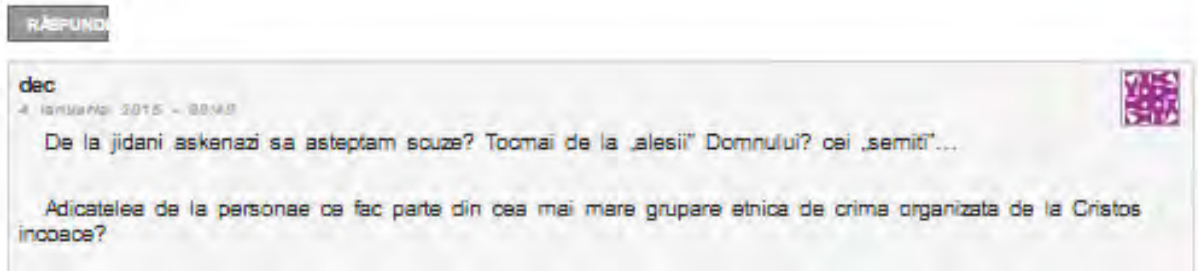 RĂSPUNDE
dec
4 ianuarie 2015 -
De la jidani askenazi sa asteptam scuze? Tocmai de la „alesii” Domnului? cei „semiti”…
Adicatelea de la personae ce fac parte din cea mai mare grupare etnica de crima organizata de la Cristos
incoace?